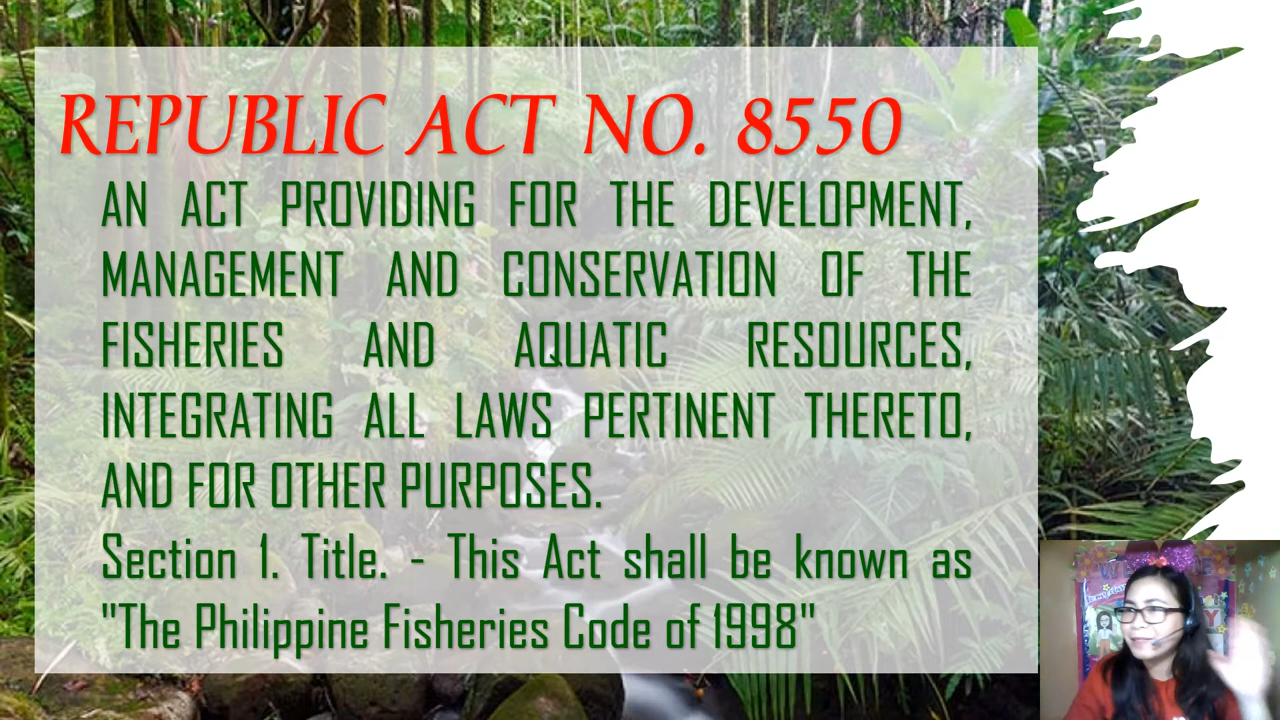 REPUBLIC ACT NO. 8550
AN ACT PROVIDING FOR THE DEVELOPMENT,
MANAGEMENT AND CONSERVATION OF THE
FISHERIES AND AQUATIC RESOURCES,
INTEGRATING ALL LAWS PERTINENT THERETO,
AND FOR OTHER PURPOSES.
Section 1. Title. - This Act shall be known as
"The Philippine Fisheries Code of 1998"